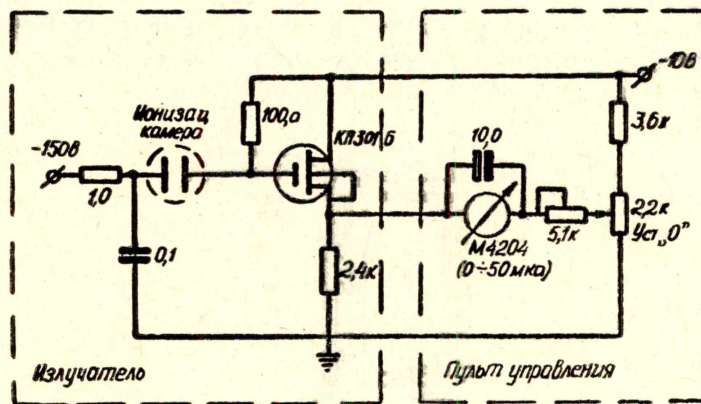 -10в
Ионизац.
камера
100,0
КП301Б
3,6к
-150в
10,0
1,0
2,2к
Уст„0"
5,1к
0,1
М4204
(0÷50мка)
2,4к
Излучатель
Пульт управления